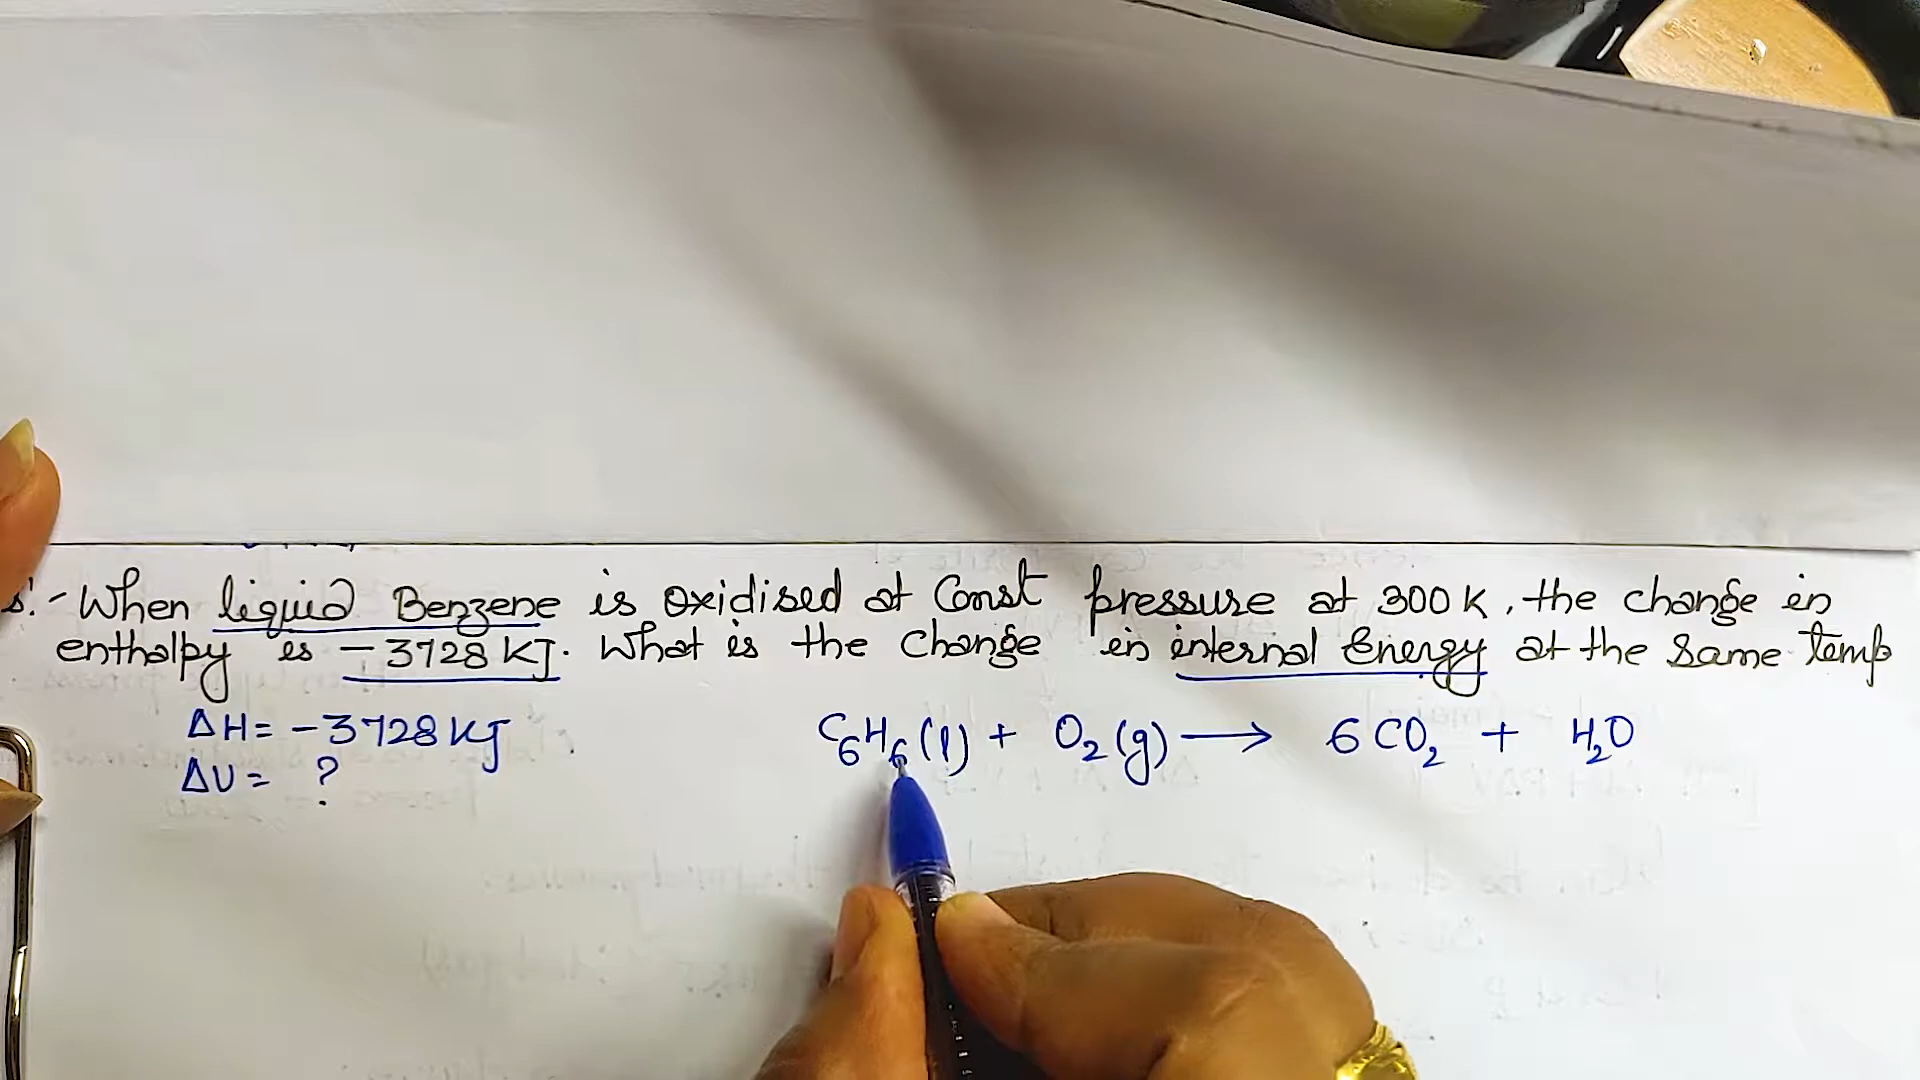 :- When liquid Benzene is oxidised at Const pressure at 300 K, the change in
enthalpy is -3728 KJ. What is the change in internal Energy at the same temp
ΔH = -3728 KJ
C6H6(l) + O2(g) ⟶ 6CO2 + H2O
ΔU = ?